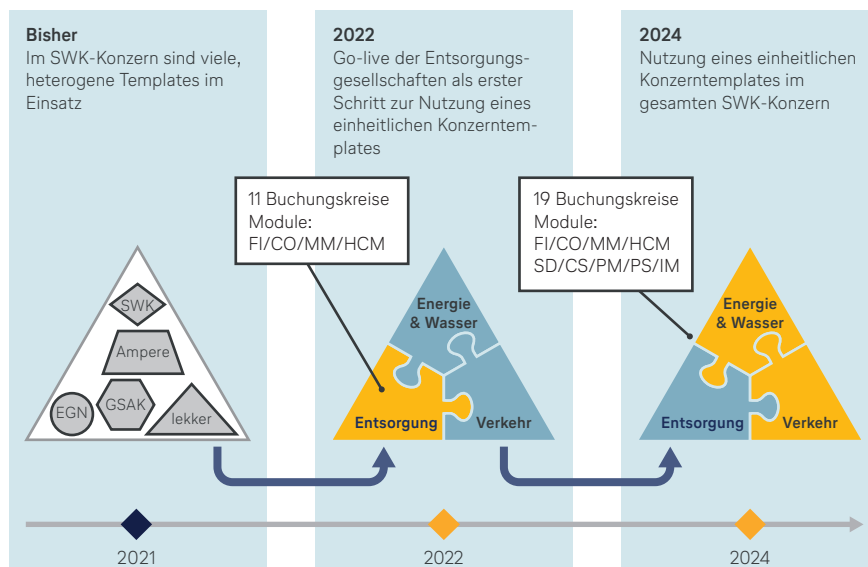 Bisher
Im SWK-Konzern sind viele,
heterogene Templates im
Einsatz
2022
Go-live der Entsorgungs-
gesellschaften als erster
Schritt zur Nutzung eines
einheitlichen Konzerntem-
plates
2024
Nutzung eines einheitlichen
Konzerntemplates im
gesamten SWK-Konzern
11 Buchungskreise
Module:
FI/CO/MM/HCM
19 Buchungskreise
Module:
FI/CO/MM/HCM
SD/CS/PM/PS/IM
SWK
Ampere
EGN
GSAK
lekker
Energie
& Wasser
Entsorgung
Verkehr
Energie
& Wasser
Entsorgung
Verkehr
2021
2022
2024